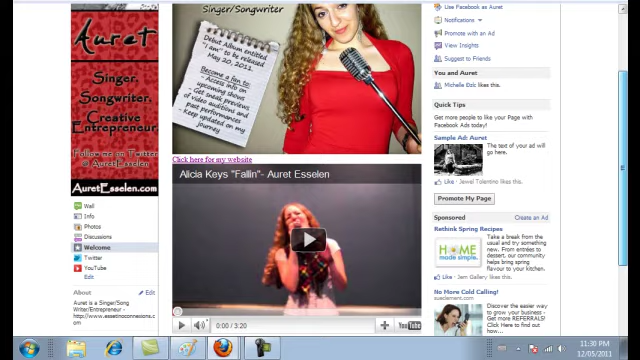 Auret
Singer.
Songwriter.
Creative
Entrepreneur.
Follow me on Twitter
@AuretEsselen
AuretEsselen.com
Wall
Info
Photos
Discussions
Welcome
Twitter
YouTube
Edit
About
Edit
Auret is a Singer/Song
Writer/Entrepreneur -
Singer/Songwriter
Debut Album entitled
"I am" to be released
May 20, 2011.
Become a fan to:
- Access info on
upcoming shows
- Get sneak previews
of video auditions and
past performances
- Keep updated on my
journey
Click here for my website
Alicia Keys "Fallin"- Auret Esselen
0:00 / 3:20
YouTube
Use Facebook as Auret
Notifications
Promote with an Ad
View Insights
Suggest to Friends
You and Auret
likes this.
Quick Tips
Get more people to like your Page with
Facebook Ads today!
Sample Ad: Auret
The text of your ad will
go here.
Like · Jewel Tolentino likes this.
Promote My Page
Sponsored
Create an Ad
Rethink Spring Recipes
HOME
made simple.
Take a break from the
usual and try something
new. From entrées to
dessert, our community
helps bring spring
flavour to your kitchen.
Like · Jam Gallery likes this.
No More Cold Calling!
sueclement.com
Discover the easier
way to grow your
business - Get more
REFERRALS!
Click Here to find out
how...
11:30 PM
12/05/2011